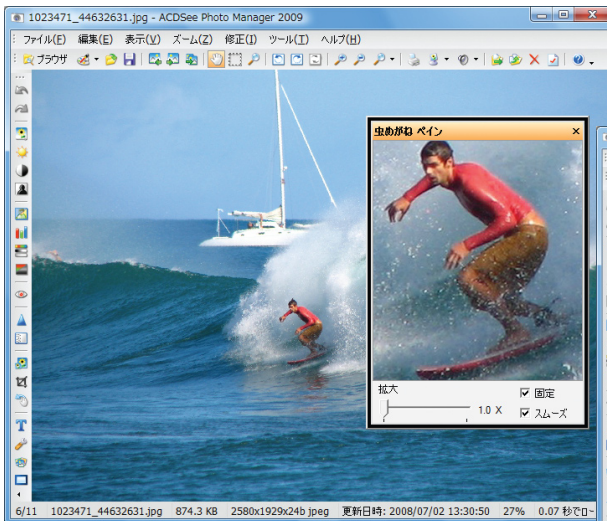 1023471_44632631.jpg - ACDSee Photo Manager 2009
ファイル(F) 編集(E) 表示(V) ズーム(Z) 修正(I) ツール(T) ヘルプ(H)
ブラウザ
虫めがね ペイン
拡大
固定
1.0 X
スムーズ
6/11 1023471_44632631.jpg 874.3 KB 2580x1929x24b jpeg 更新日時: 2008/07/02 13:30:50 27% 0.07 秒でロー